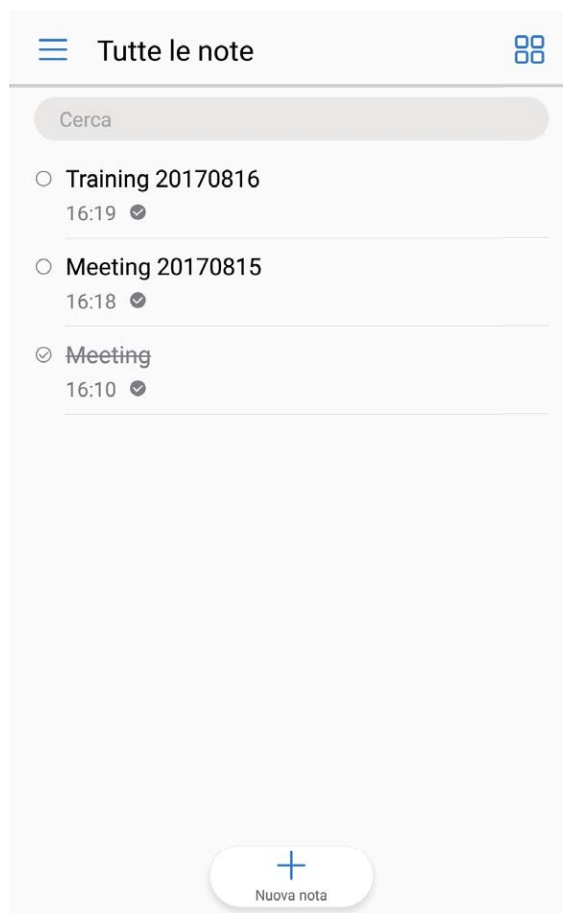 Tutte le note
Cerca
Training 20170816
16:19
Meeting 20170815
16:18
Meeting
16:10
Nuova nota